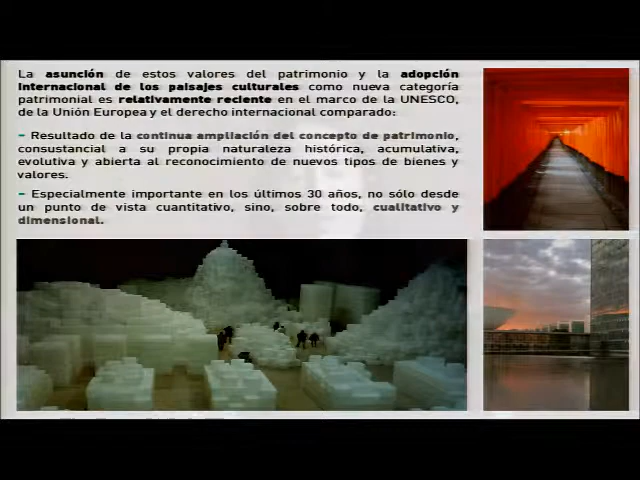 La asunción de estos valores del patrimonio y la adopción
internacional de los paisajes culturales como nueva categoría
patrimonial es relativamente reciente en el marco de la UNESCO,
de la Unión Europea y el derecho internacional comparado:
– Resultado de la continua ampliación del concepto de patrimonio,
consustancial a su propia naturaleza histórica, acumulativa,
evolutiva y abierta al reconocimiento de nuevos tipos de bienes y
valores.
– Especialmente importante en los últimos 30 años, no sólo desde
un punto de vista cuantitativo, sino, sobre todo, cualitativo y
dimensional.